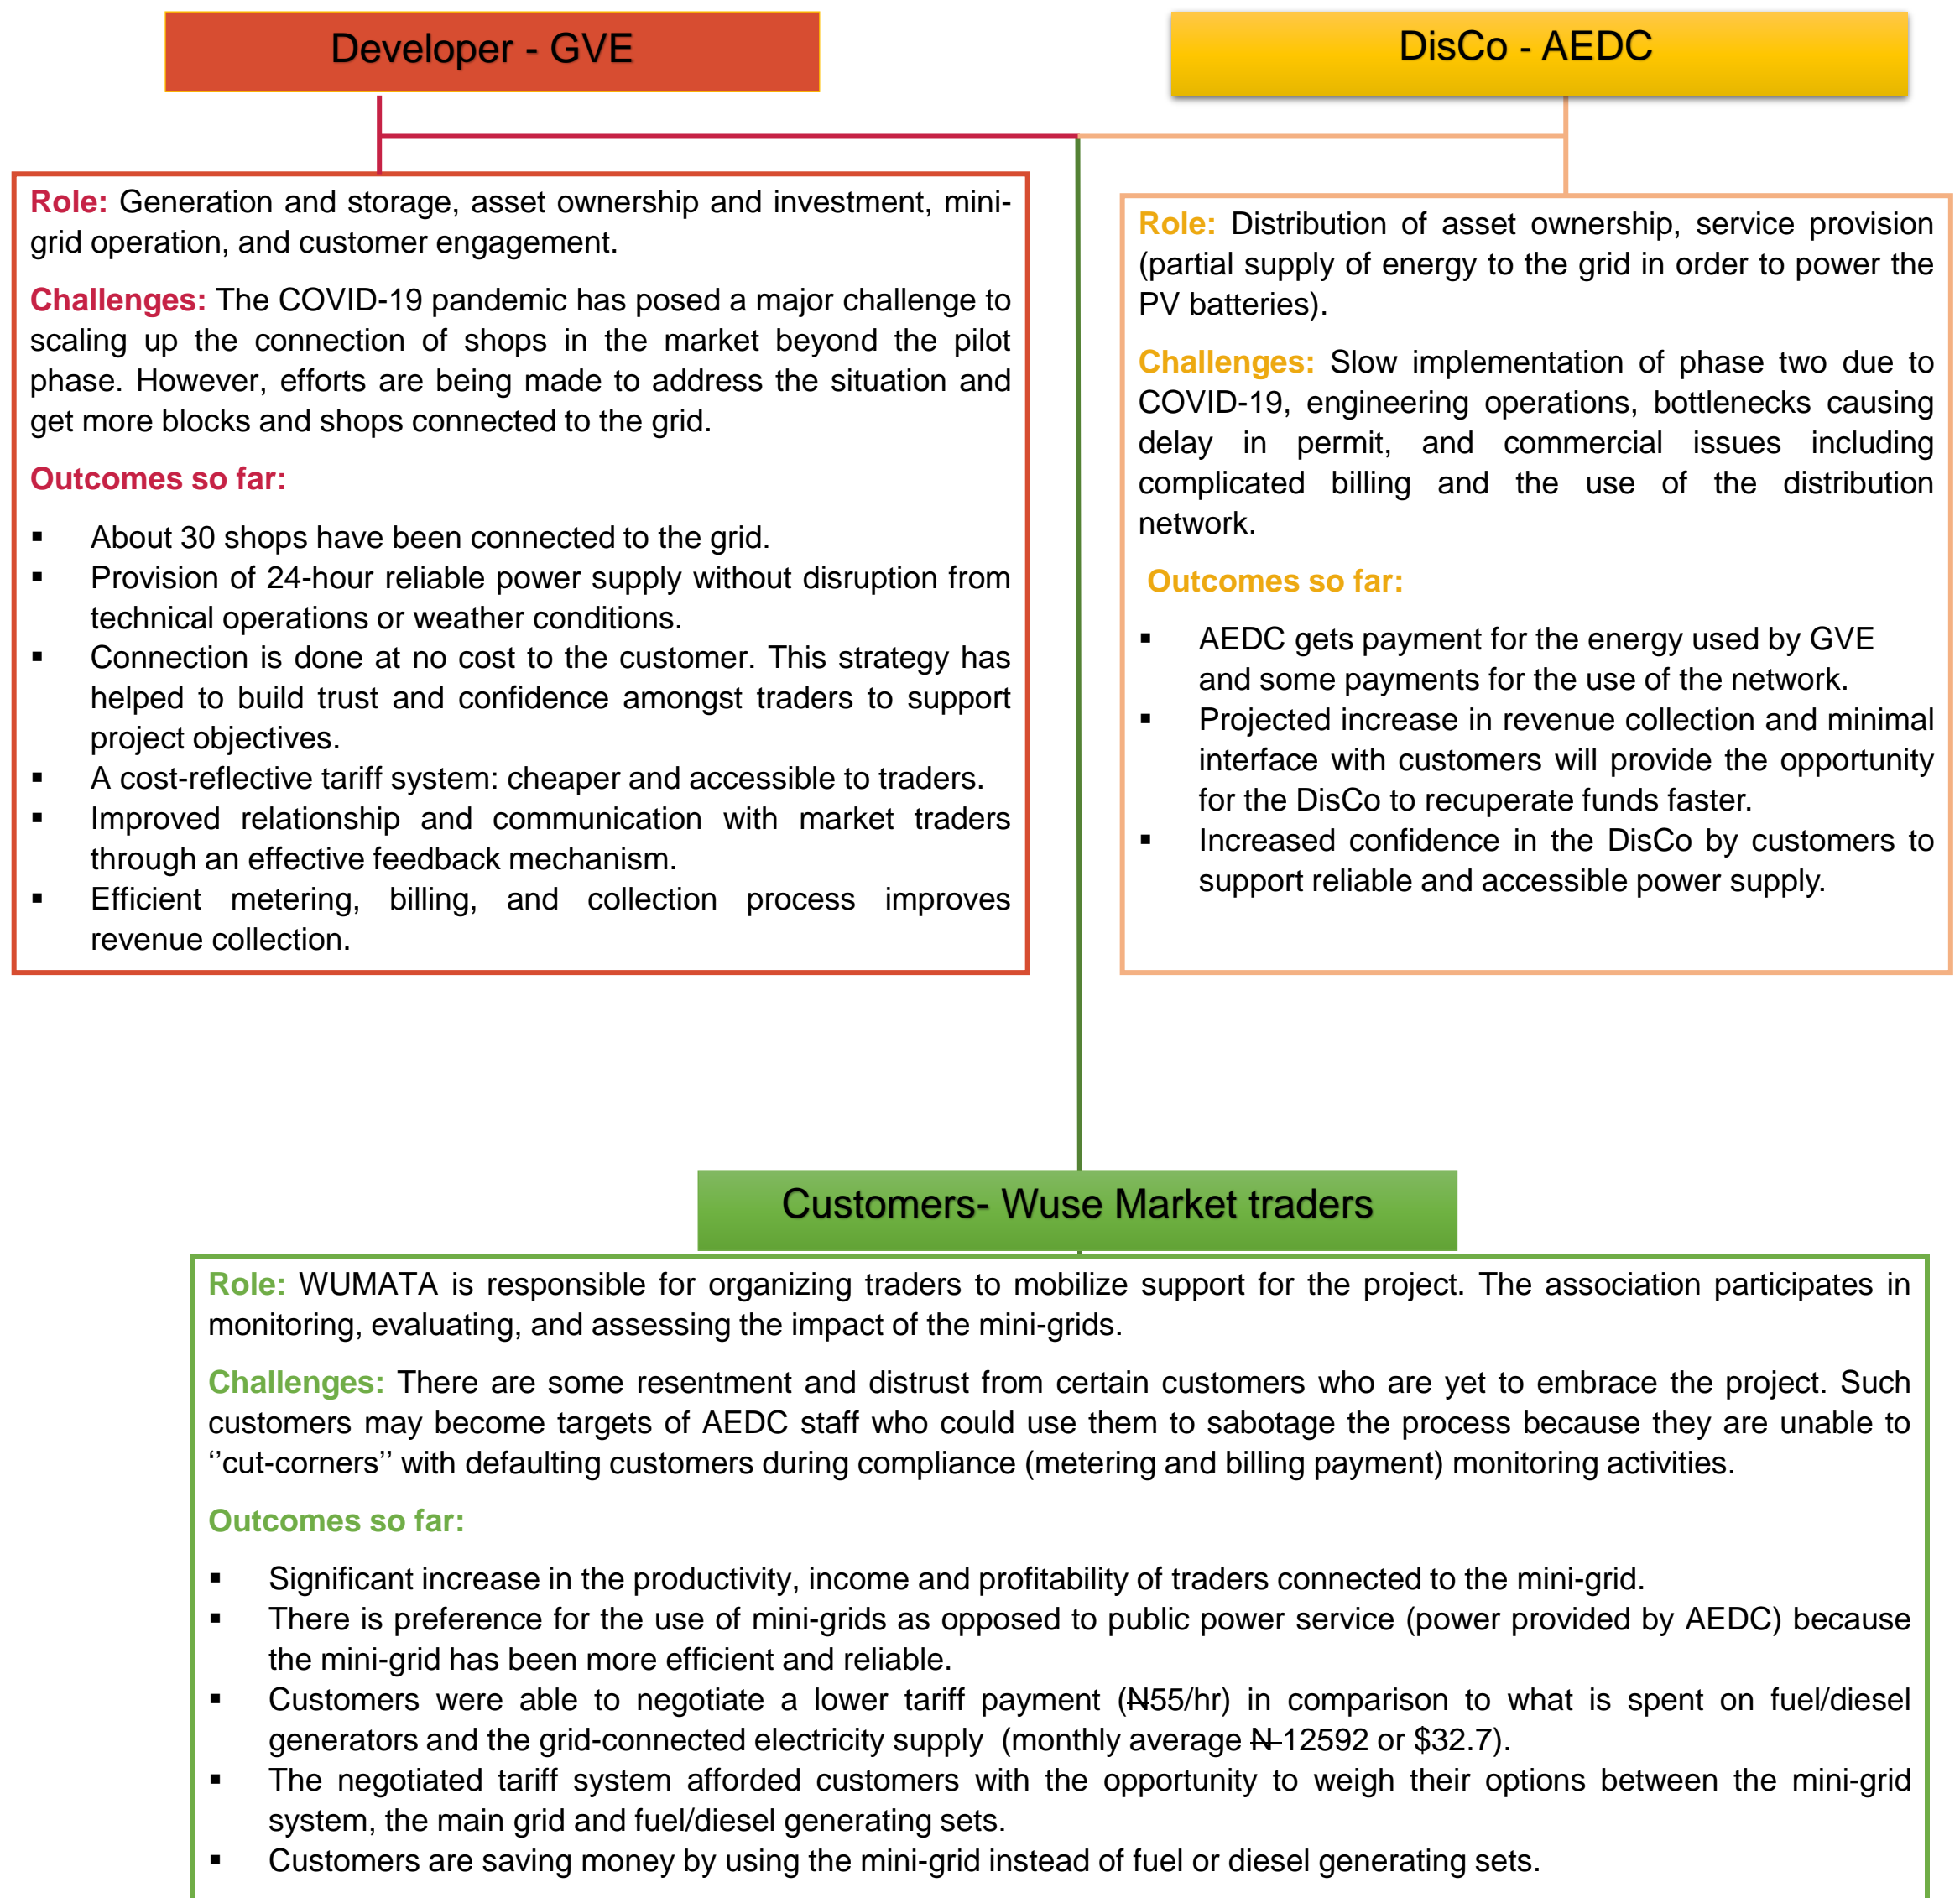 Developer - GVE
DisCo - AEDC
Role: Generation and storage, asset ownership and investment, mini-
grid operation, and customer engagement.
Challenges: The COVID-19 pandemic has posed a major challenge to
scaling up the connection of shops in the market beyond the pilot
phase. However, efforts are being made to address the situation and
get more blocks and shops connected to the grid.
Outcomes so far:
▪ About 30 shops have been connected to the grid.
▪ Provision of 24-hour reliable power supply without disruption from
technical operations or weather conditions.
▪ Connection is done at no cost to the customer. This strategy has
helped to build trust and confidence amongst traders to support
project objectives.
▪ A cost-reflective tariff system: cheaper and accessible to traders.
▪ Improved relationship and communication with market traders
through an effective feedback mechanism.
▪ Efficient metering, billing, and collection process improves
revenue collection.
Role: Distribution of asset ownership, service provision
(partial supply of energy to the grid in order to power the
PV batteries).
Challenges: Slow implementation of phase two due to
COVID-19, engineering operations, bottlenecks causing
delay in permit, and commercial issues including
complicated billing and the use of the distribution
network.
Outcomes so far:
▪ AEDC gets payment for the energy used by GVE
and some payments for the use of the network.
▪ Projected increase in revenue collection and minimal
interface with customers will provide the opportunity
for the DisCo to recuperate funds faster.
▪ Increased confidence in the DisCo by customers to
support reliable and accessible power supply.
Customers- Wuse Market traders
Role: WUMATA is responsible for organizing traders to mobilize support for the project. The association participates in
monitoring, evaluating, and assessing the impact of the mini-grids.
Challenges: There are some resentment and distrust from certain customers who are yet to embrace the project. Such
customers may become targets of AEDC staff who could use them to sabotage the process because they are unable to
‘’cut-corners’’ with defaulting customers during compliance (metering and billing payment) monitoring activities.
Outcomes so far:
▪ Significant increase in the productivity, income and profitability of traders connected to the mini-grid.
▪ There is preference for the use of mini-grids as opposed to public power service (power provided by AEDC) because
the mini-grid has been more efficient and reliable.
▪ Customers were able to negotiate a lower tariff payment (N55/hr) in comparison to what is spent on fuel/diesel
generators and the grid-connected electricity supply (monthly average N 12592 or $32.7).
▪ The negotiated tariff system afforded customers with the opportunity to weigh their options between the mini-grid
system, the main grid and fuel/diesel generating sets.
▪ Customers are saving money by using the mini-grid instead of fuel or diesel generating sets.